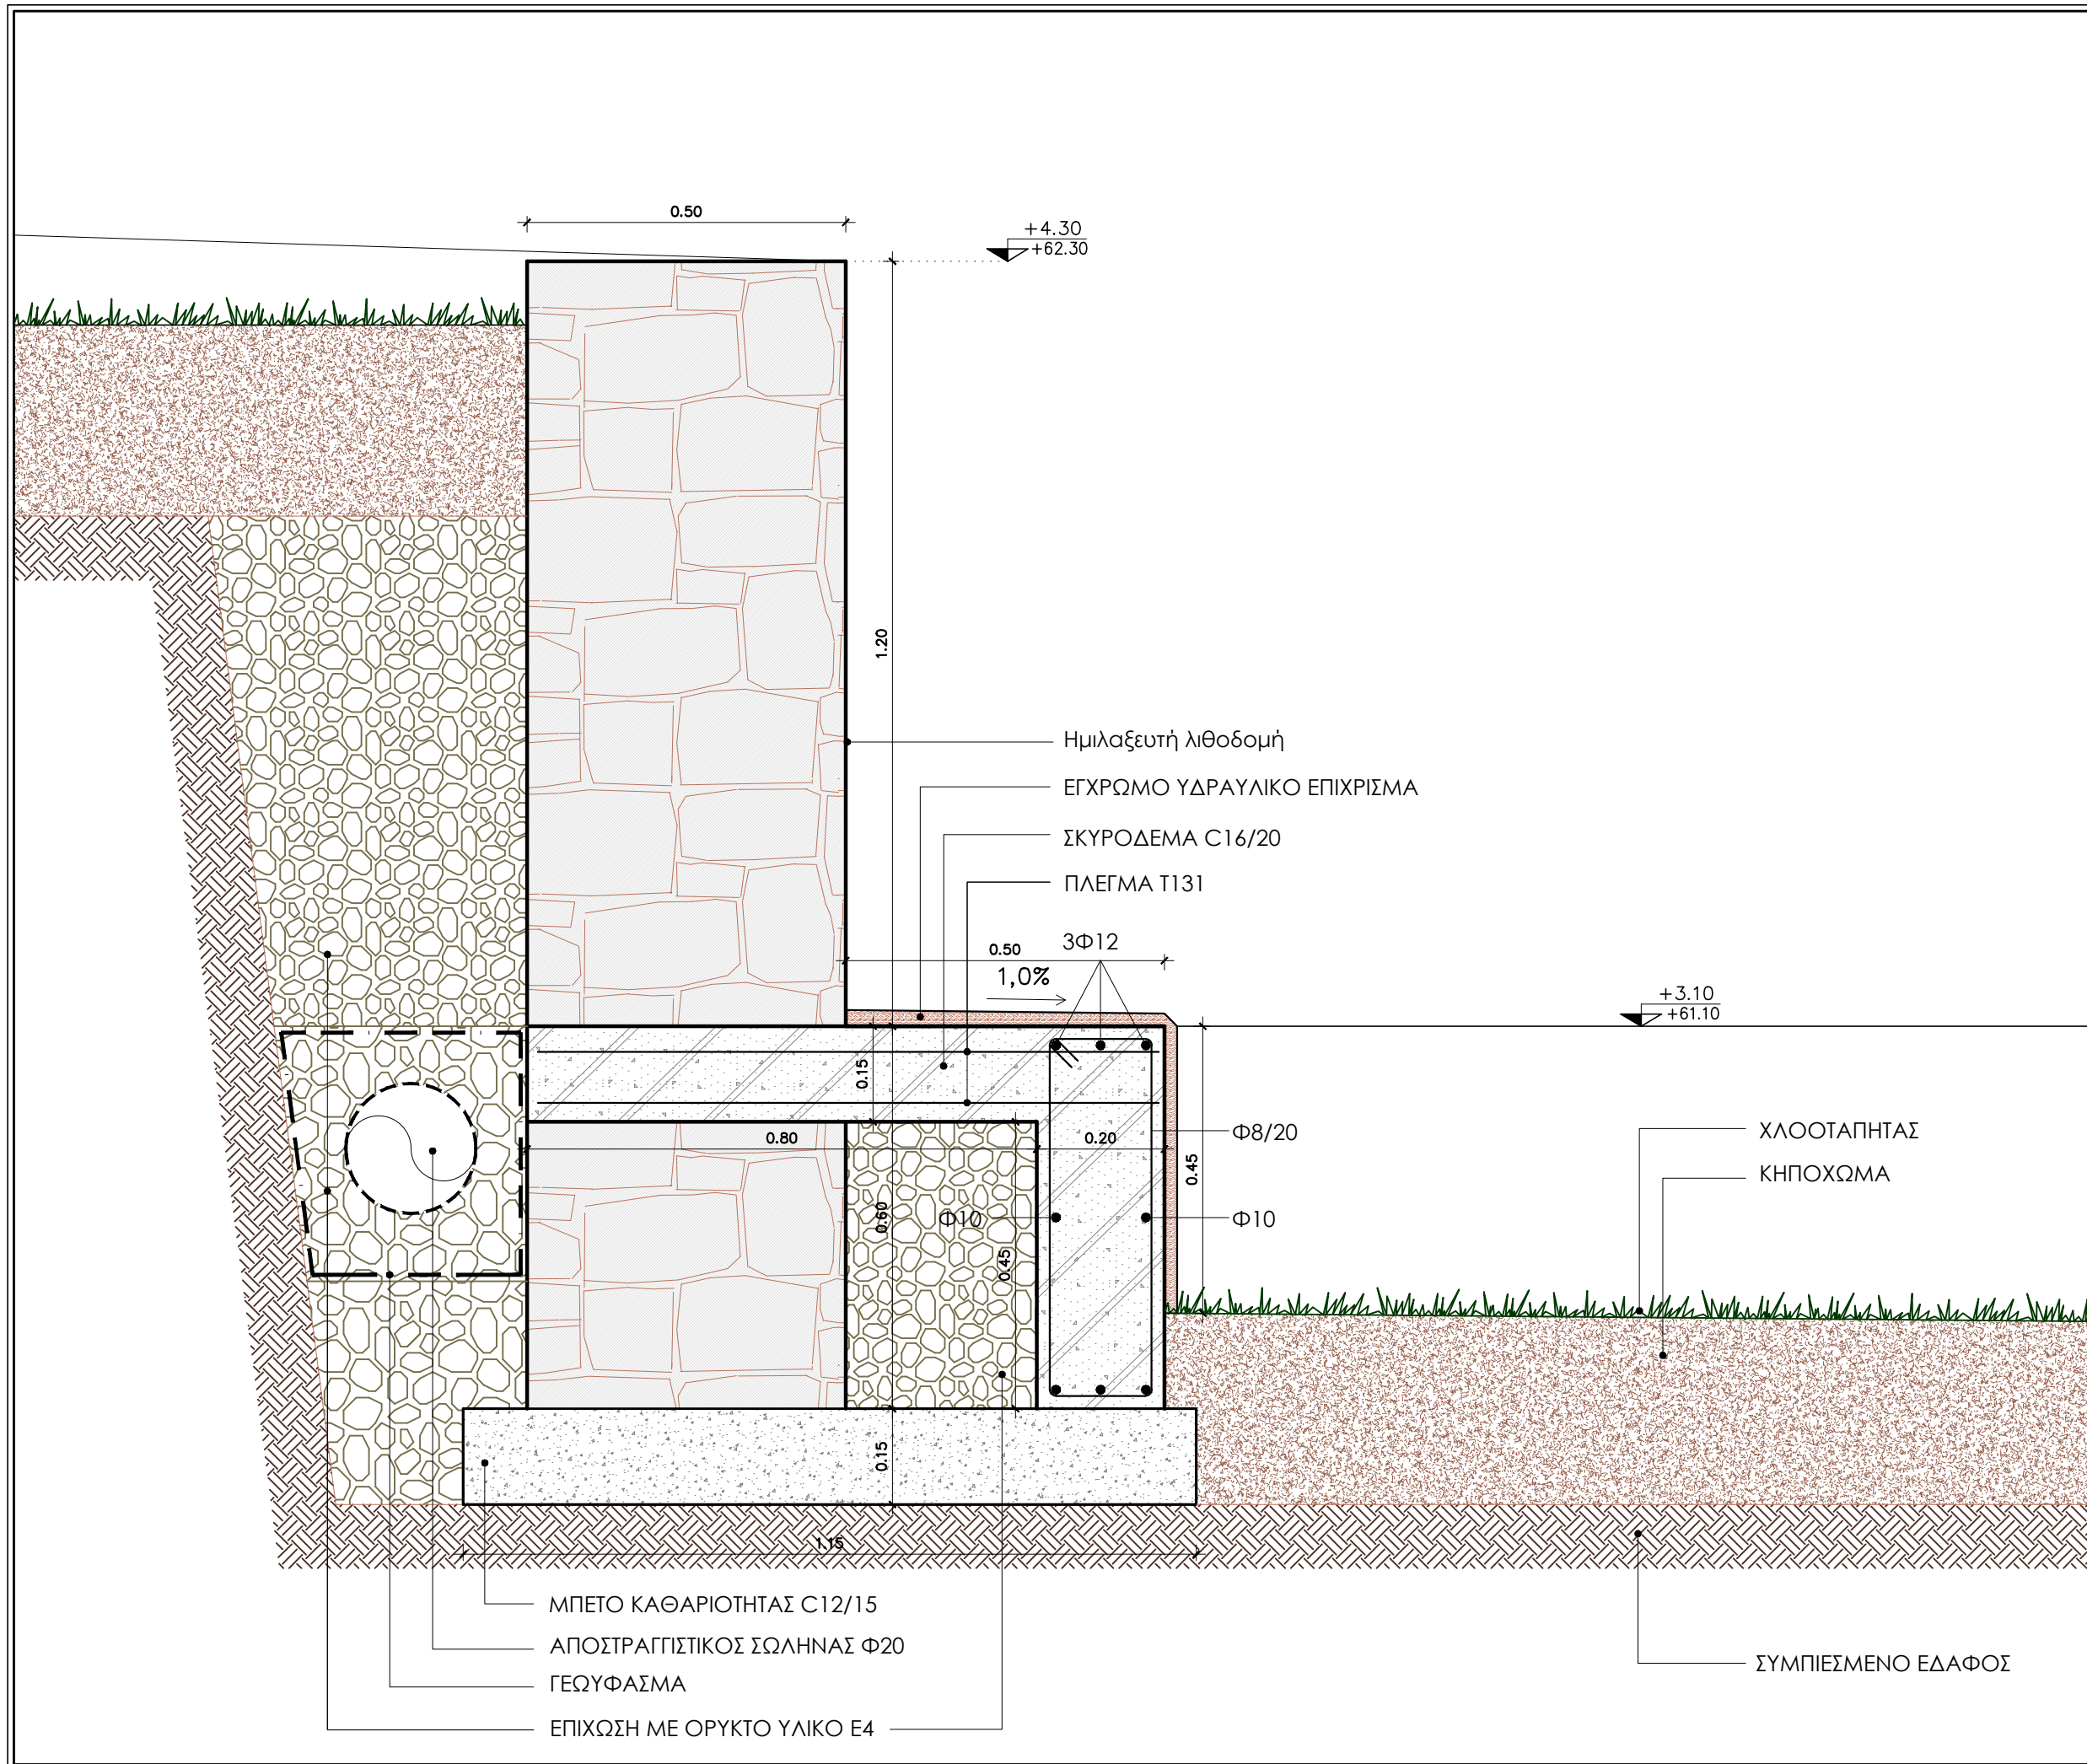 0.50
+4.30
+62.30
1.20
Ημιλαξευτή λιθοδομή
ΕΓΧΡΩΜΟ ΥΔΡΑΥΛΙΚΟ ΕΠΙΧΡΙΣΜΑ
ΣΚΥΡΟΔΕΜΑ C16/20
ΠΛΕΓΜΑ Τ131
0.50
3Φ12
1,0%
+3.10
+61.10
0.15
0.80
0.20
Φ8/20
0.45
ΧΛΟΟΤΑΠΗΤΑΣ
ΚΗΠΟΧΩΜΑ
0.60
Φ10
Φ10
0.45
0.15
1.15
ΜΠΕΤΟ ΚΑΘΑΡΙΟΤΗΤΑΣ C12/15
ΑΠΟΣΤΡΑΓΓΙΣΤΙΚΟΣ ΣΩΛΗΝΑΣ Φ20
ΓΕΩΥΦΑΣΜΑ
ΕΠΙΧΩΣΗ ΜΕ ΟΡΥΚΤΟ ΥΛΙΚΟ Ε4
ΣΥΜΠΙΕΣΜΕΝΟ ΕΔΑΦΟΣ